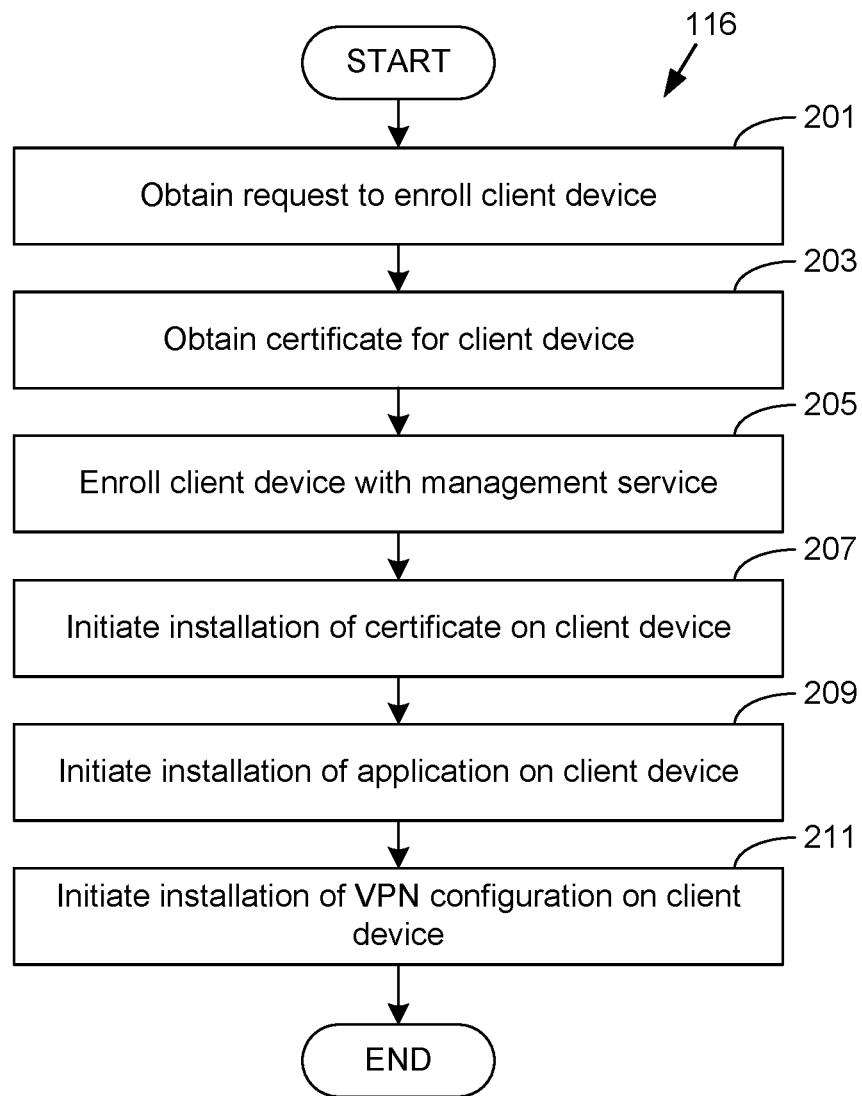 116
START
201
Obtain request to enroll client device
203
Obtain certificate for client device
205
Enroll client device with management service
207
Initiate installation of certificate on client device
209
Initiate installation of application on client device
211
Initiate installation of VPN configuration on client
device
END